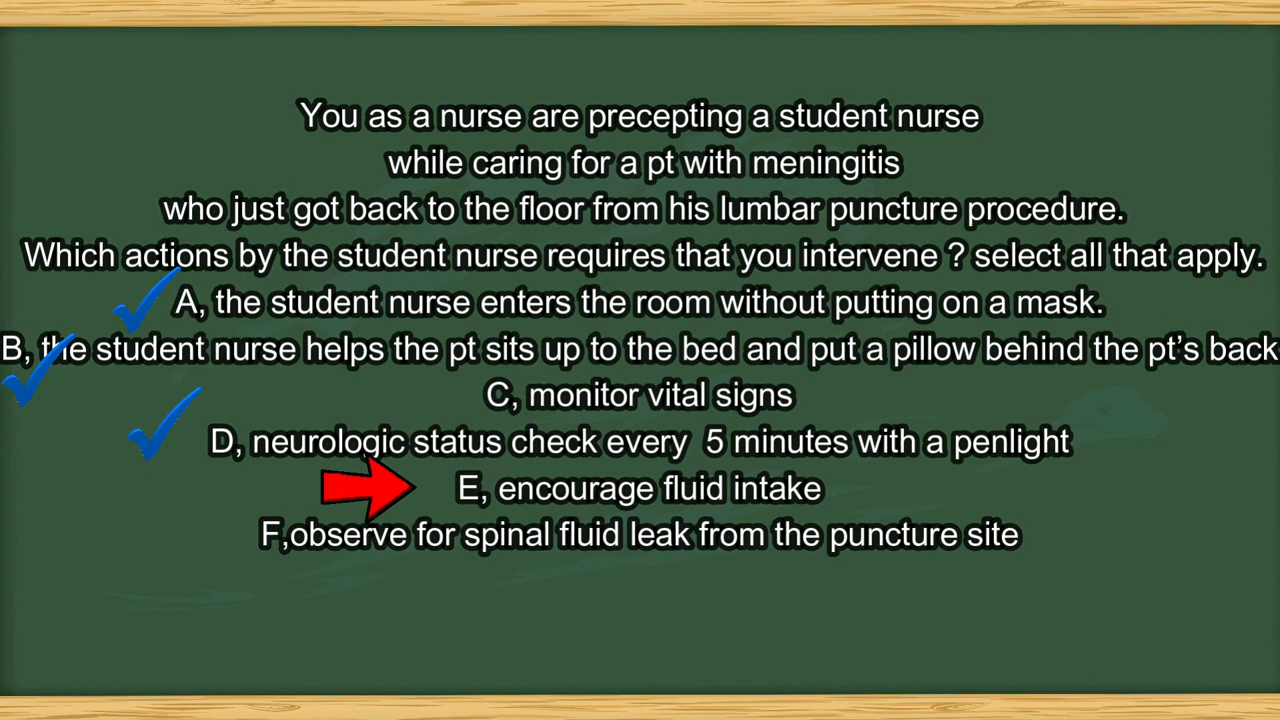 You as a nurse are precepting a student nurse
while caring for a pt with meningitis
who just got back to the floor from his lumbar puncture procedure.
Which actions by the student nurse requires that you intervene ? select all that apply.
A, the student nurse enters the room without putting on a mask.
B, the student nurse helps the pt sits up to the bed and put a pillow behind the pt's back
C, monitor vital signs
D, neurologic status check every 5 minutes with a penlight
E, encourage fluid intake
F,observe for spinal fluid leak from the puncture site